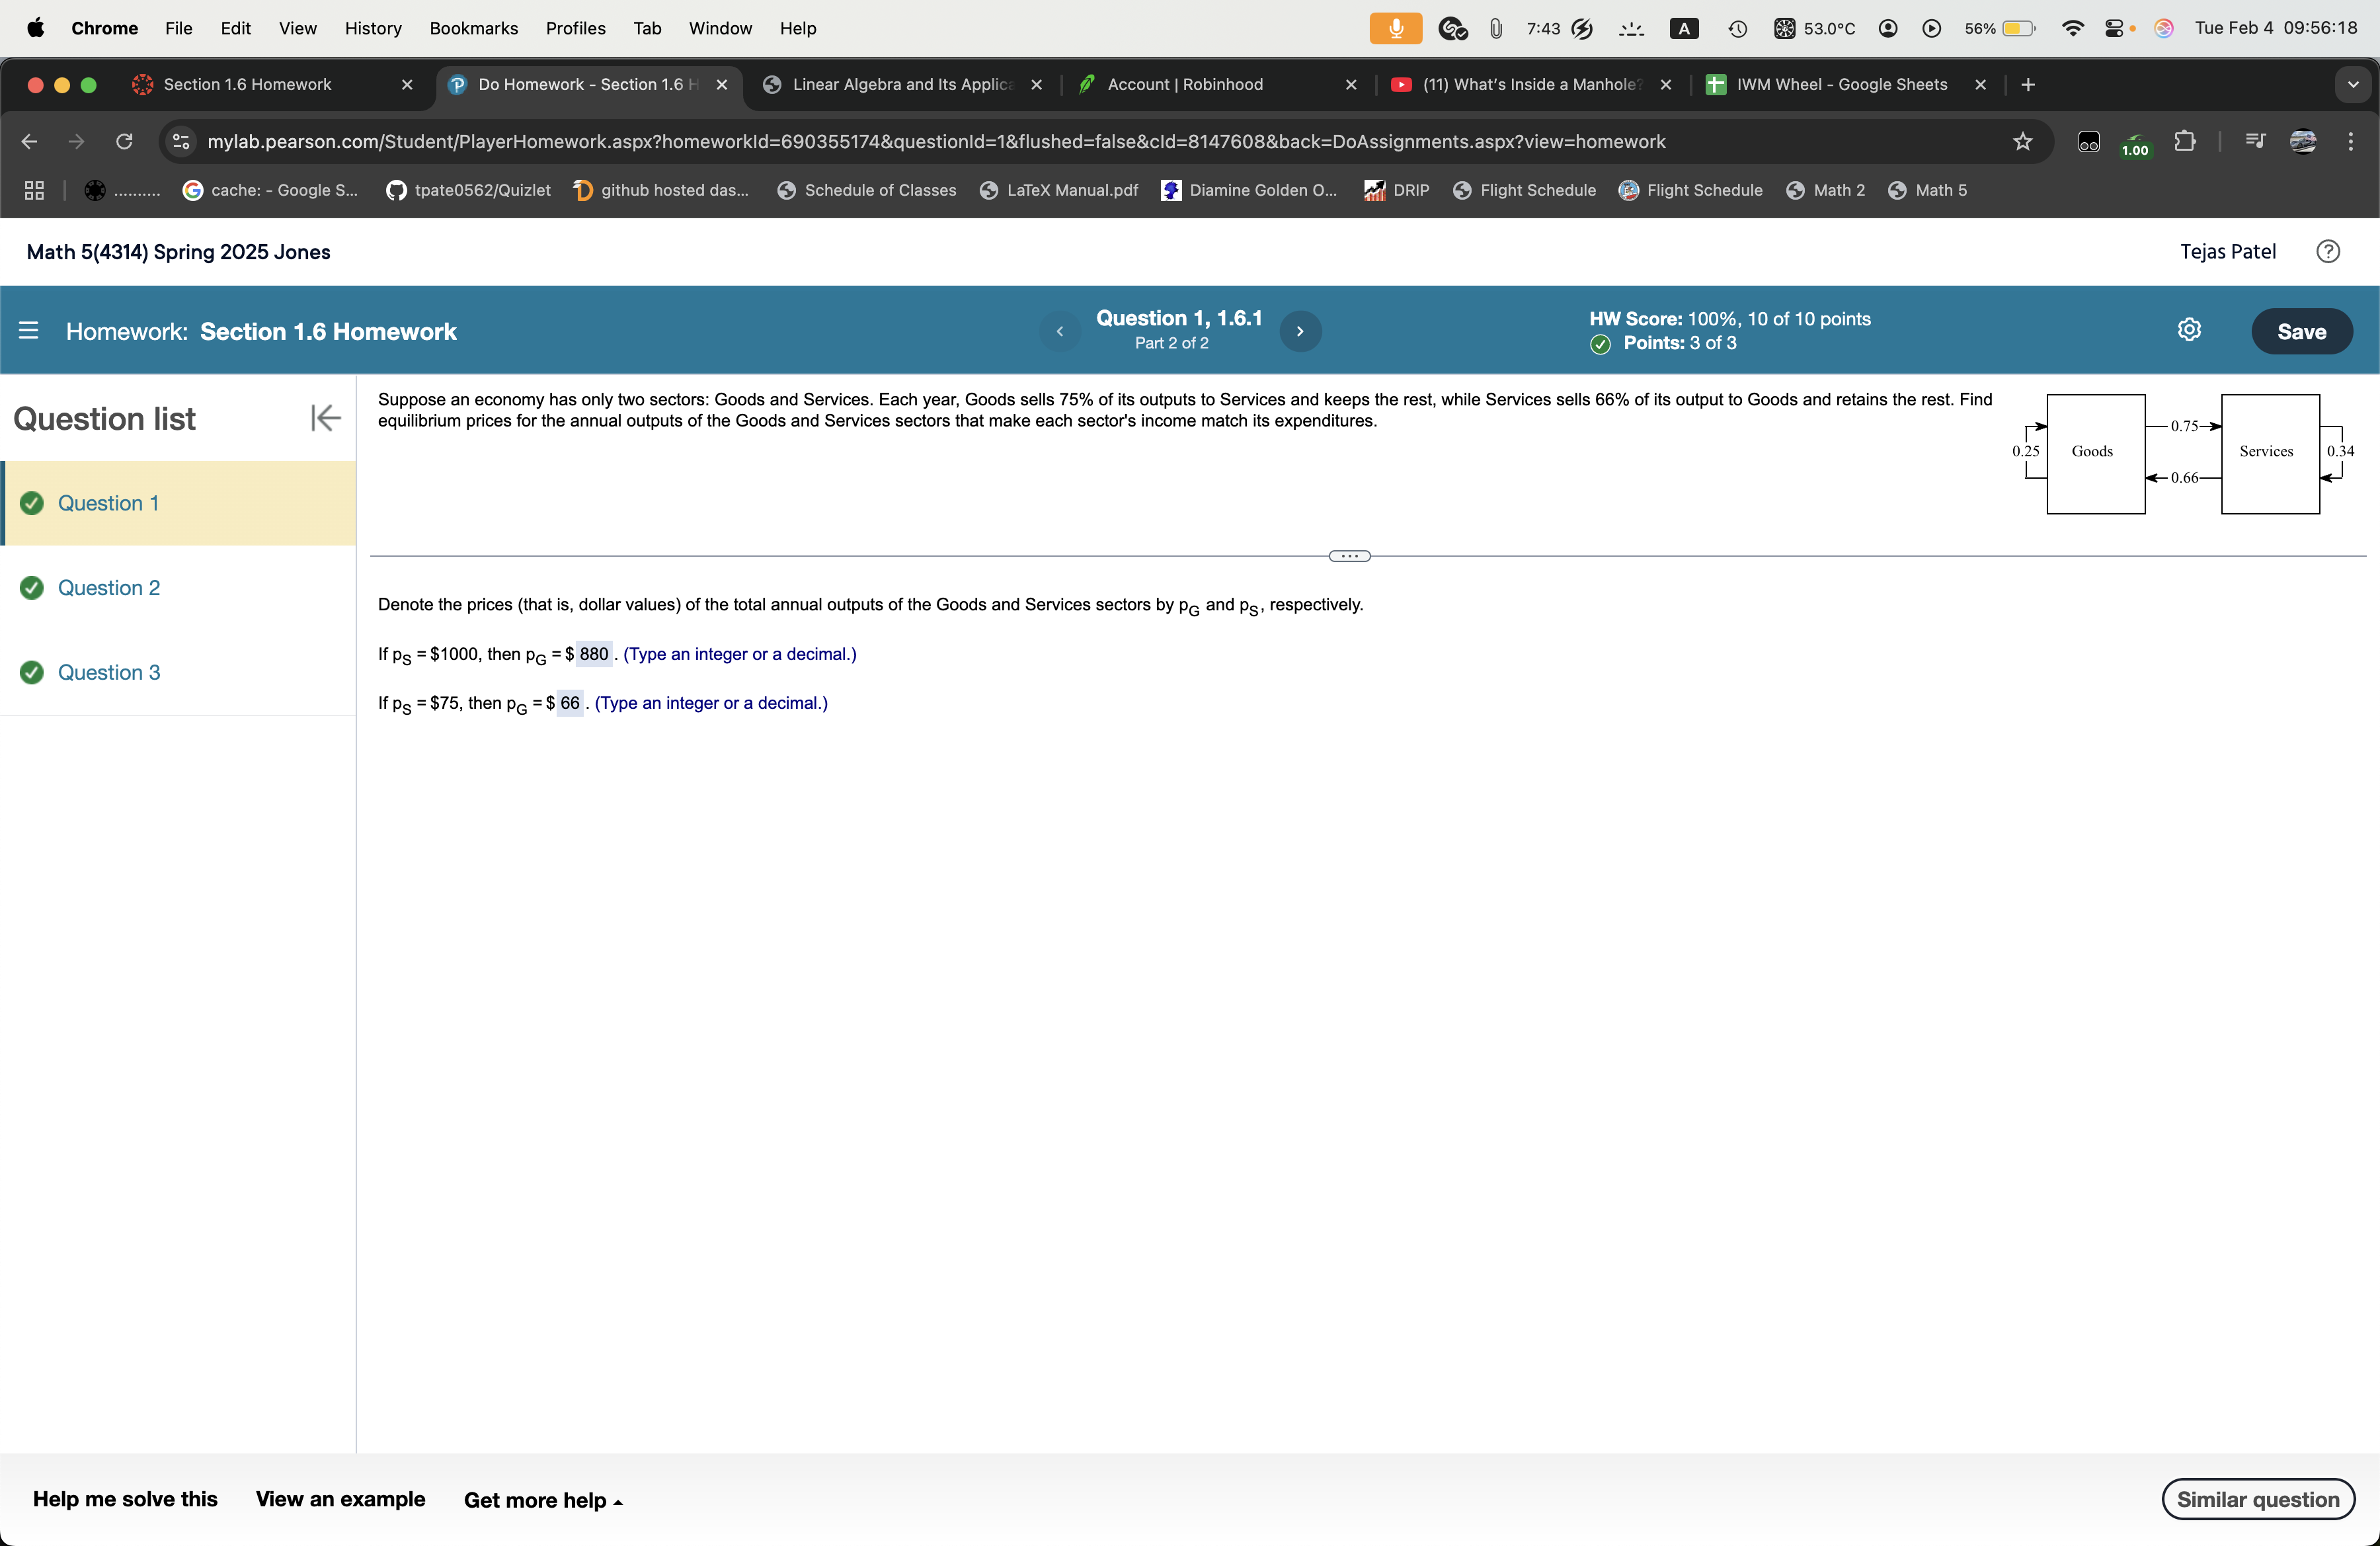 Chrome File Edit View History Bookmarks Profiles Tab Window Help 7:43 A 53.0°C 56% Tue Feb 4 09:56:18
Section 1.6 Homework Do Homework - Section 1.6 H Linear Algebra and Its Applica Account | Robinhood (11) What's Inside a Manhole? IWM Wheel - Google Sheets
mylab.pearson.com/Student/PlayerHomework.aspx?homeworkId=690355174&questionId=1&flushed=false&cId=8147608&back=DoAssignments.aspx?view=homework 1.00
.......... cache: - Google S... tpate0562/Quizlet github hosted das... Schedule of Classes LaTeX Manual.pdf Diamine Golden O... DRIP Flight Schedule Flight Schedule Math 2 Math 5
Math 5(4314) Spring 2025 Jones Tejas Patel ?
Homework: Section 1.6 Homework
Question 1, 1.6.1
Part 2 of 2
HW Score: 100%, 10 of 10 points
Points: 3 of 3
Save
Question list
Question 1
Question 2
Question 3
Suppose an economy has only two sectors: Goods and Services. Each year, Goods sells 75% of its outputs to Services and keeps the rest, while Services sells 66% of its output to Goods and retains the rest. Find
equilibrium prices for the annual outputs of the Goods and Services sectors that make each sector's income match its expenditures.
0.75
0.25 Goods Services 0.34
0.66
Denote the prices (that is, dollar values) of the total annual outputs of the Goods and Services sectors by pG and pS, respectively.
If pS = $1000, then pG = $ 880 . (Type an integer or a decimal.)
If pS = $75, then pG = $ 66 . (Type an integer or a decimal.)
Help me solve this View an example Get more help Similar question